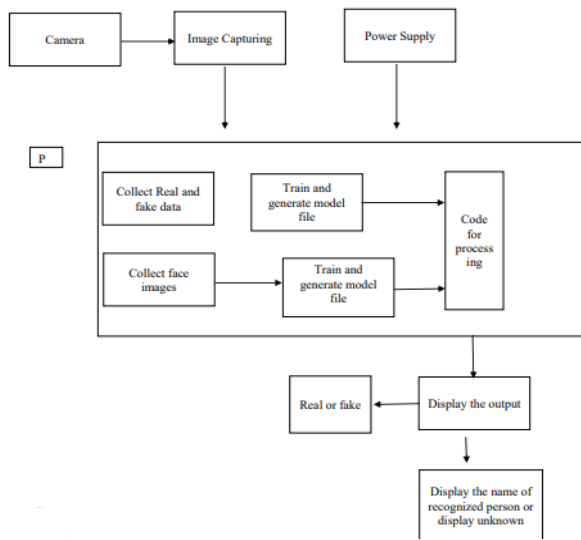 Camera
Image Capturing
Power Supply
P
Collect Real and
fake data
Train and
generate model
file
Code
for
process
ing
Collect face
images
Train and
generate model
file
Real or fake
Display the output
Display the name of
recognized person or
display unknown